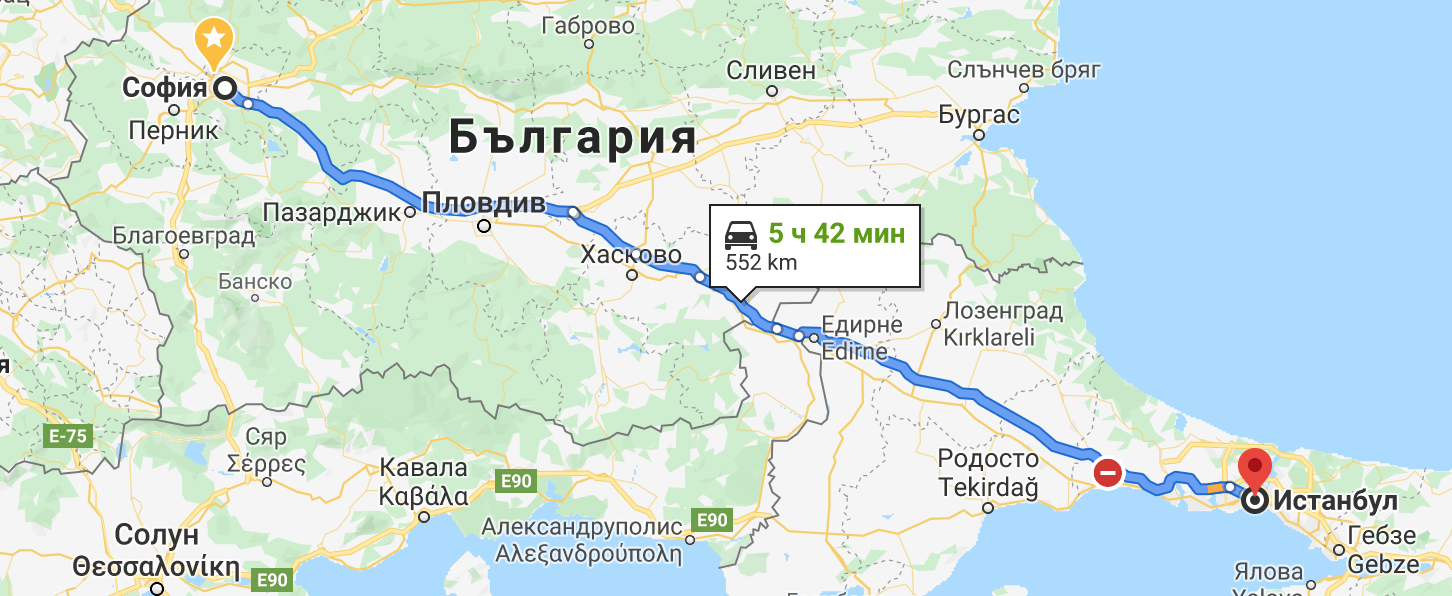 Габрово
София
Сливен
Слънчев бряг
Перник
България
Бургас
Пловдив
Пазарджик
5 ч 42 мин
552 km
Благоевград
Хасково
Банско
Лозенград
Kırklareli
Едирне
Edirne
E-75
Сяр
Σέρρες
Кавала
Καβάλα
E90
Родосто
Tekirdağ
Истанбул
Александруполис
Αλεξανδρούπολη
E90
Солун
Θεσσαλονίκη
E90
Гебзе
Gebze
Ялова